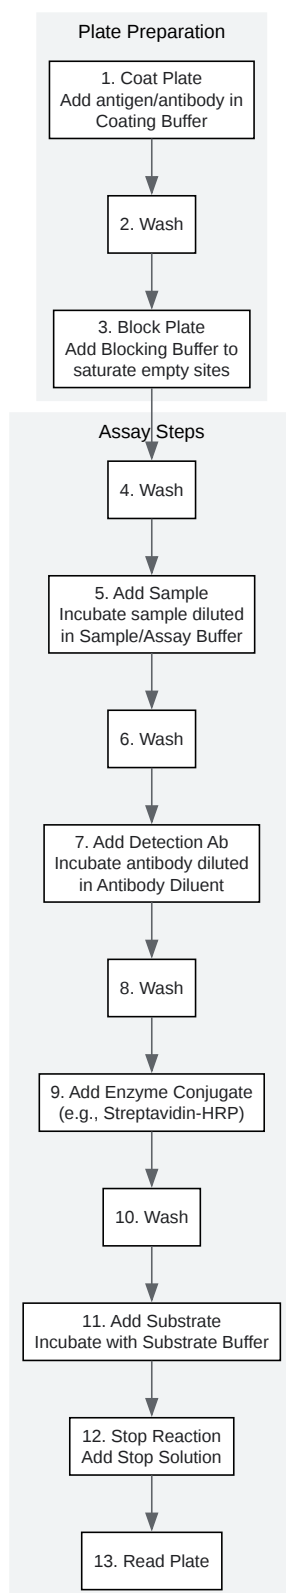 Plate Preparation
1. Coat Plate
Add antigen/antibody in
Coating Buffer
2. Wash
3. Block Plate
Add Blocking Buffer to
saturate empty sites
Assay Steps
4. Wash
5. Add Sample
Incubate sample diluted
in Sample/Assay Buffer
6. Wash
7. Add Detection Ab
Incubate antibody diluted
in Antibody Diluent
8. Wash
9. Add Enzyme Conjugate
(e.g., Streptavidin-HRP)
10. Wash
11. Add Substrate
Incubate with Substrate Buffer
12. Stop Reaction
Add Stop Solution
13. Read Plate